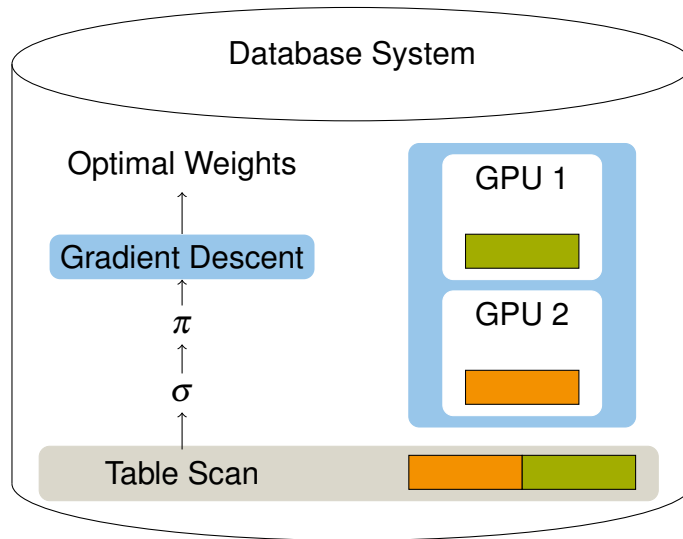 Database System
Optimal Weights
Gradient Descent
π
σ
Table Scan
GPU 1
GPU 2